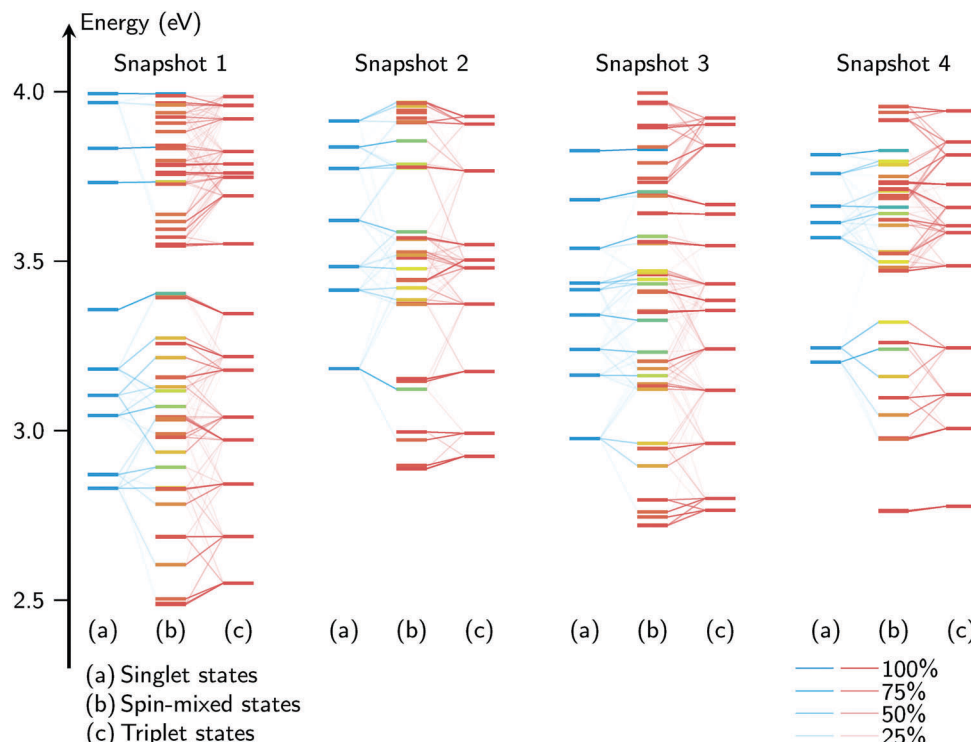 Energy (eV)
Snapshot 1 Snapshot 2 Snapshot 3 Snapshot 4
4.0
3.5
3.0
2.5
(a) (b) (c) (a) (b) (c) (a) (b) (c) (a) (b) (c)
(a) Singlet states
(b) Spin-mixed states
(c) Triplet states
100%
75%
50%
25%